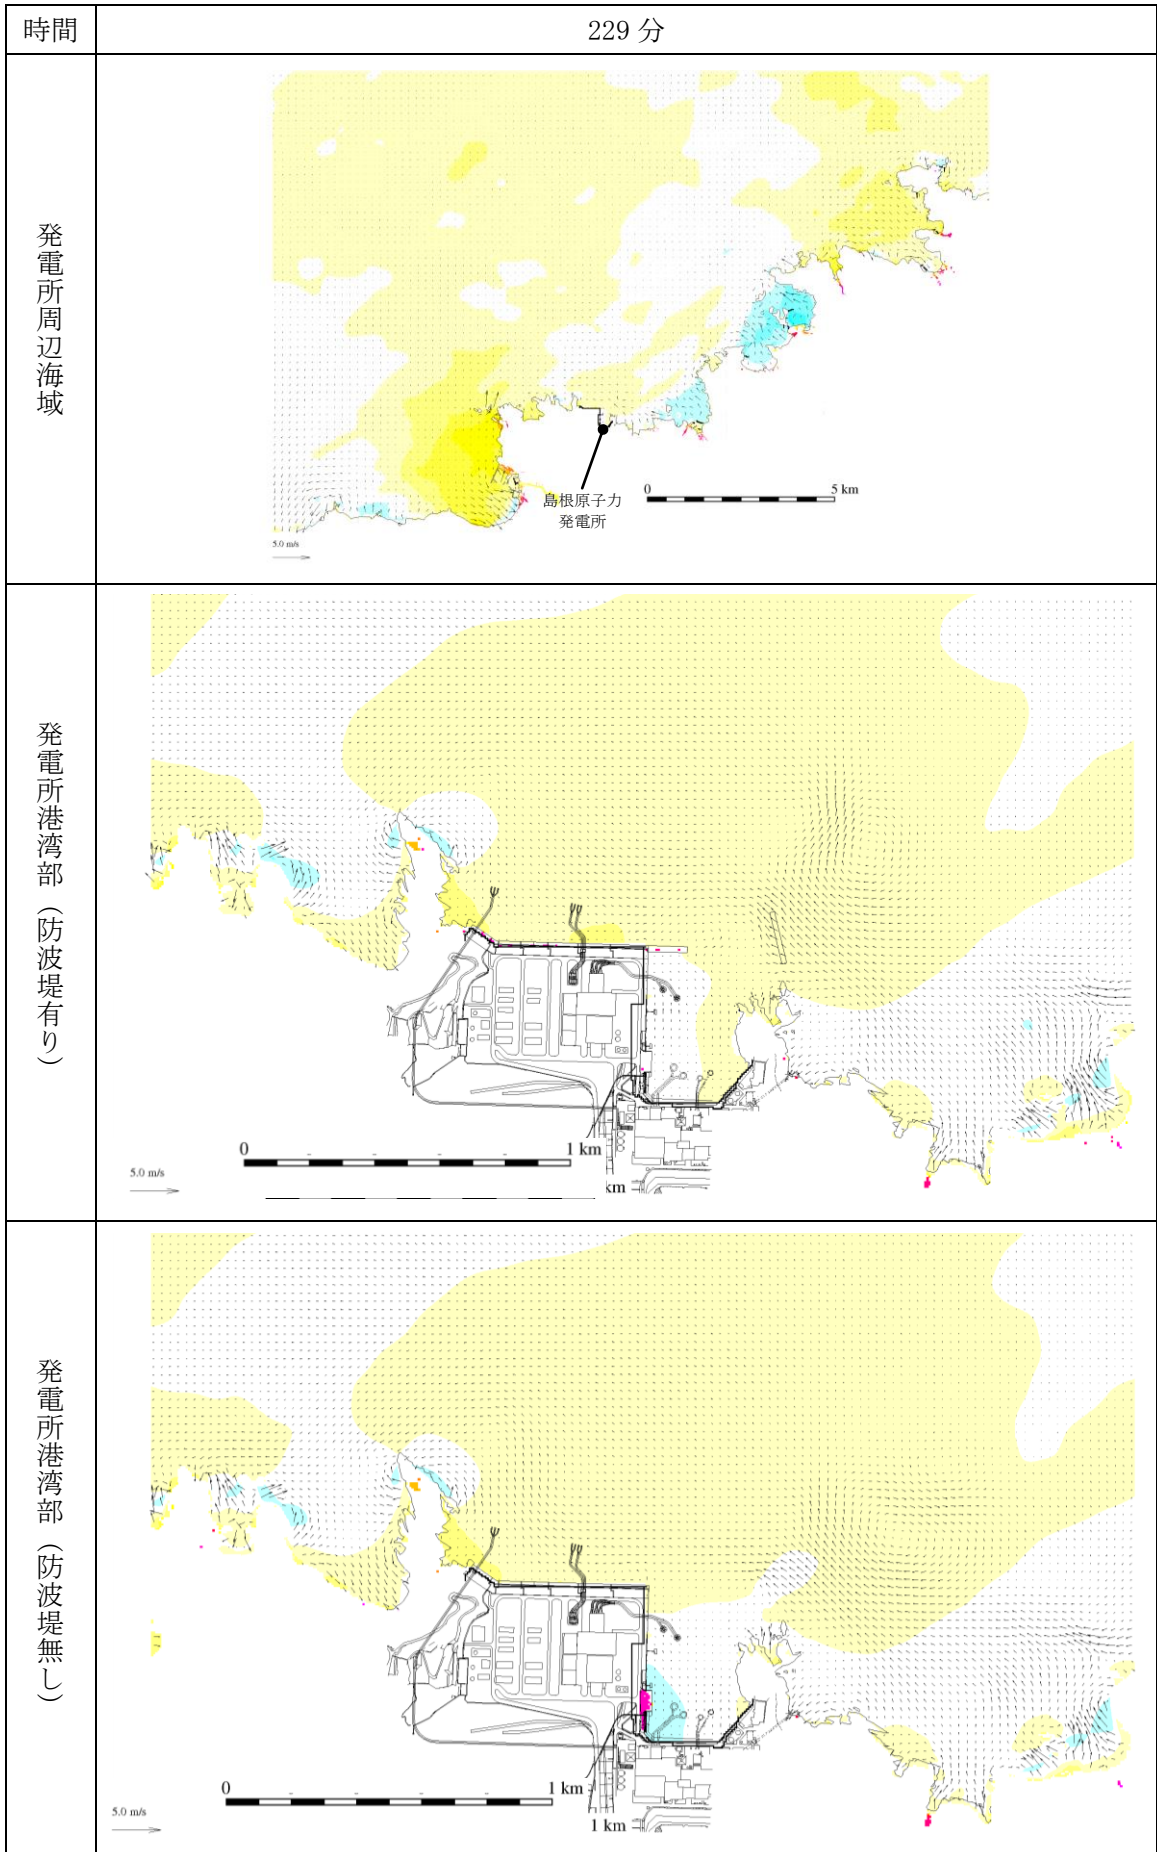 時間
229 分
発電所周辺海域
島根原子力
発電所
0
5 km
5.0 m/s
発電所港湾部（防波堤有り）
0
1 km
km
5.0 m/s
発電所港湾部（防波堤無し）
0
1 km
1 km
5.0 m/s